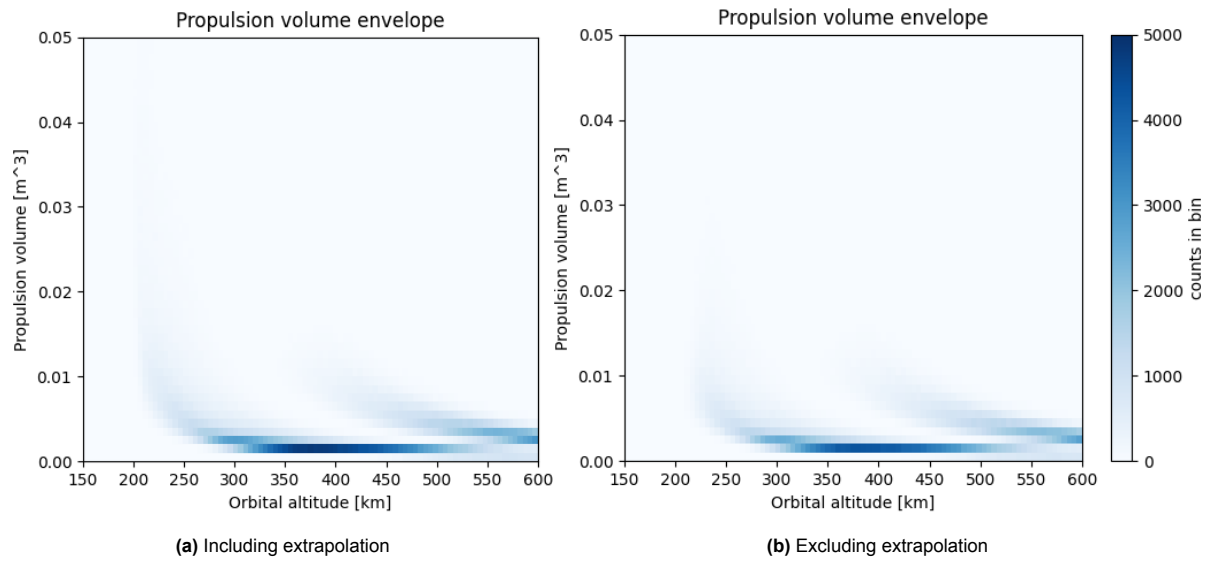 Propulsion volume envelope
Propulsion volume [m^3]
0.05
0.04
0.03
0.02
0.01
0.00
150 200 250 300 350 400 450 500 550 600
Orbital altitude [km]
(a) Including extrapolation
Propulsion volume envelope
Propulsion volume [m^3]
0.05
0.04
0.03
0.02
0.01
0.00
150 200 250 300 350 400 450 500 550 600
Orbital altitude [km]
(b) Excluding extrapolation
5000
4000
3000
2000
1000
0
counts in bin